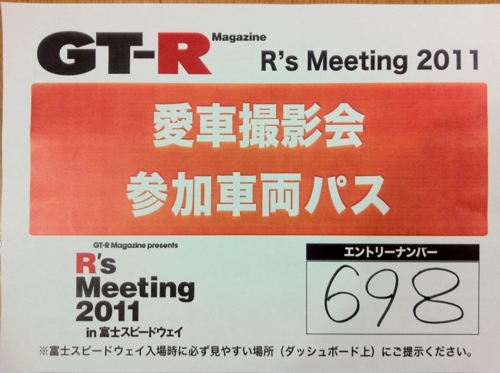 GT-R Magazine R's Meeting 2011
愛車撮影会
参加車両パス
GT-R Magazine presents
R's
Meeting
2011
in 富士スピードウェイ
エントリーナンバー
698
※富士スピードウェイ入場時に必ず見やすい場所（ダッシュボード上）にご提示ください。